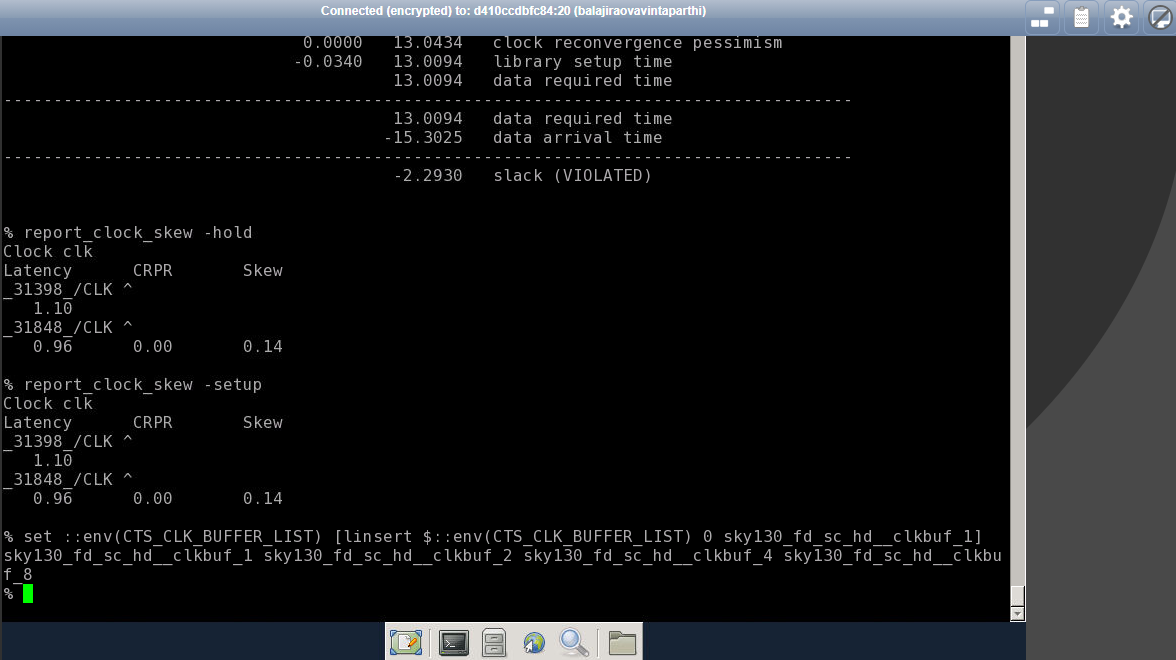 Connected (encrypted) to: d410ccdbfc84:20 (balajiraovavintaparthi)
0.0000 13.0434 clock reconvergence pessimism
-0.0340 13.0094 library setup time
13.0094 data required time
-------------------------------------------------------------------------------------
13.0094 data required time
-15.3025 data arrival time
-------------------------------------------------------------------------------------
-2.2930 slack (VIOLATED)
% report_clock_skew -hold
Clock clk
Latency CRPR Skew
_31398_/CLK ^
1.10
_31848_/CLK ^
0.96 0.00 0.14
% report_clock_skew -setup
Clock clk
Latency CRPR Skew
_31398_/CLK ^
1.10
_31848_/CLK ^
0.96 0.00 0.14
% set ::env(CTS_CLK_BUFFER_LIST) [linsert $::env(CTS_CLK_BUFFER_LIST) 0 sky130_fd_sc_hd__clkbuf_1]
sky130_fd_sc_hd__clkbuf_1 sky130_fd_sc_hd__clkbuf_2 sky130_fd_sc_hd__clkbuf_4 sky130_fd_sc_hd__clkbu
f_8
%